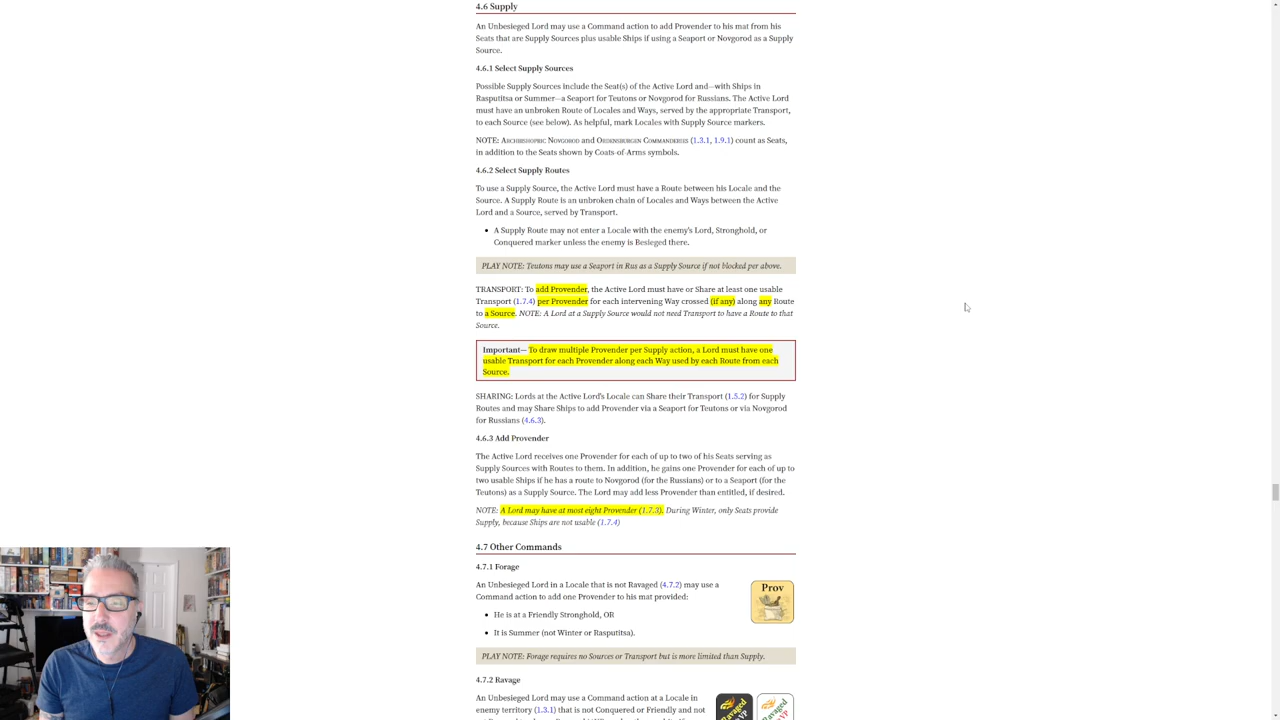 4.6 Supply
An Unbesieged Lord may use a Command action to add Provender to his mat from his
Seats that are Supply Sources plus usable Ships if using a Seaport or Novgorod as a Supply
Source.
4.6.1 Select Supply Sources
Possible Supply Sources include the Seat(s) of the Active Lord and—with Ships in
Rasputitsa or Summer—a Seaport for Teutons or Novgorod for Russians. The Active Lord
must have an unbroken Route of Locales and Ways, served by the appropriate Transport,
to each Source (see below). As helpful, mark Locales with Supply Source markers.
NOTE: Archbishopric Novgorod and Ordensburgen Commanderies (1.3.1, 1.9.1) count as Seats,
in addition to the Seats shown by Coats-of-Arms symbols.
4.6.2 Select Supply Routes
To use a Supply Source, the Active Lord must have a Route between his Locale and the
Source. A Supply Route is an unbroken chain of Locales and Ways between the Active
Lord and a Source, served by Transport.
• A Supply Route may not enter a Locale with the enemy's Lord, Stronghold, or
Conquered marker unless the enemy is Besieged there.
PLAY NOTE: Teutons may use a Seaport in Rus as a Supply Source if not blocked per above.
TRANSPORT: To add Provender, the Active Lord must have or Share at least one usable
Transport (1.7.4) per Provender for each intervening Way crossed (if any) along any Route
to a Source. NOTE: A Lord at a Supply Source would not need Transport to have a Route to that
Source.
Important— To draw multiple Provender per Supply action, a Lord must have one
usable Transport for each Provender along each Way used by each Route from each
Source.
SHARING: Lords at the Active Lord's Locale can Share their Transport (1.5.2) for Supply
Routes and may Share Ships to add Provender via a Seaport for Teutons or via Novgorod
for Russians (4.6.3).
4.6.3 Add Provender
The Active Lord receives one Provender for each of up to two of his Seats serving as
Supply Sources with Routes to them. In addition, he gains one Provender for each of up to
two usable Ships if he has a route to Novgorod (for the Russians) or to a Seaport (for the
Teutons) as a Supply Source. The Lord may add less Provender than entitled, if desired.
NOTE: A Lord may have at most eight Provender (1.7.3). During Winter, only Seats provide
Supply, because Ships are not usable (1.7.4)
4.7 Other Commands
4.7.1 Forage
An Unbesieged Lord in a Locale that is not Ravaged (4.7.2) may use a
Command action to add one Provender to his mat provided:
Prov
• He is at a Friendly Stronghold, OR
• It is Summer (not Winter or Rasputitsa).
PLAY NOTE: Forage requires no Sources or Transport but is more limited than Supply.
4.7.2 Ravage
An Unbesieged Lord may use a Command action at a Locale in
enemy territory (1.3.1) that is not Conquered or Friendly and not
Ravaged
Ravaged